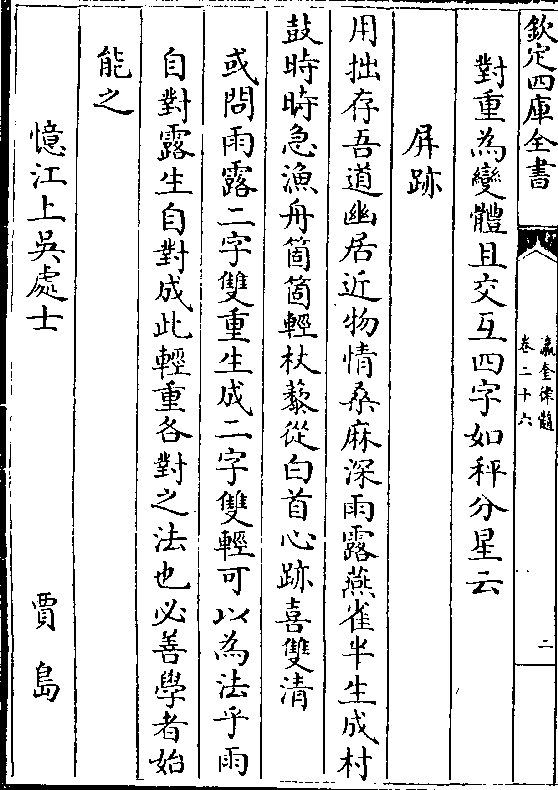 欽定四庫全書
瀛奎律髓
卷二十六
二
對重為變體且交互四字如秤分星云
屏跡
用拙存吾道幽居近物情桑麻深雨露燕雀半生成村
鼓時時急漁舟箇箇輕杖藜從白首心跡喜雙清
或問雨露二字雙重生成二字雙輕可以為法乎雨
自對露生自對成此輕重各對之法也必善學者始
能之
憶江上吳處士 賈島